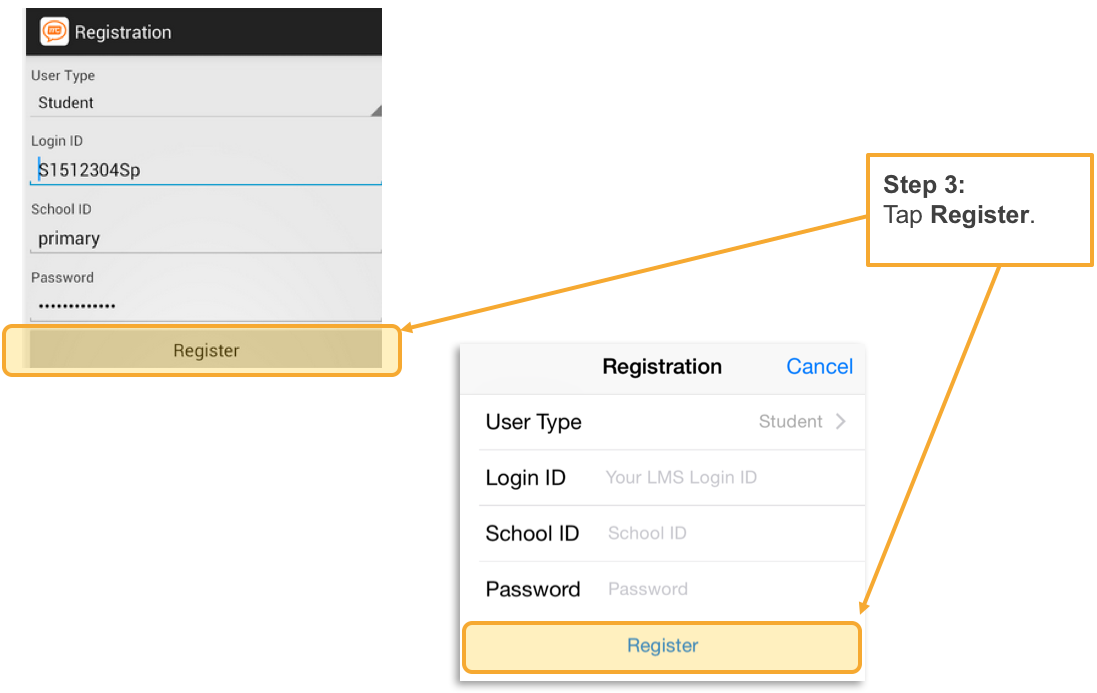 Registration
User Type
Student
Login ID
S1512304Sp
School ID
primary
Password
•••••••••••••
Register
Step 3:
Tap Register.
Registration Cancel
User Type Student
Login ID Your LMS Login ID
School ID School ID
Password Password
Register